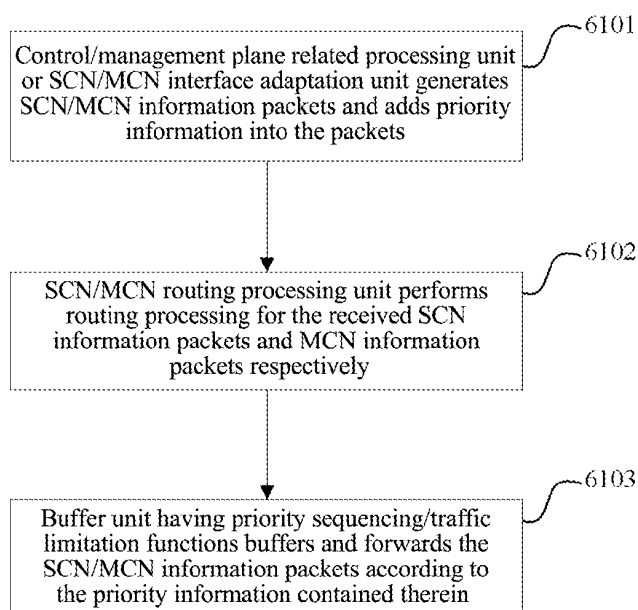 6101
Control/management plane related processing unit
or SCN/MCN interface adaptation unit generates
SCN/MCN information packets and adds priority
information into the packets
6102
SCN/MCN routing processing unit performs
routing processing for the received SCN
information packets and MCN information
packets respectively
6103
Buffer unit having priority sequencing/traffic
limitation functions buffers and forwards the
SCN/MCN information packets according to
the priority information contained therein